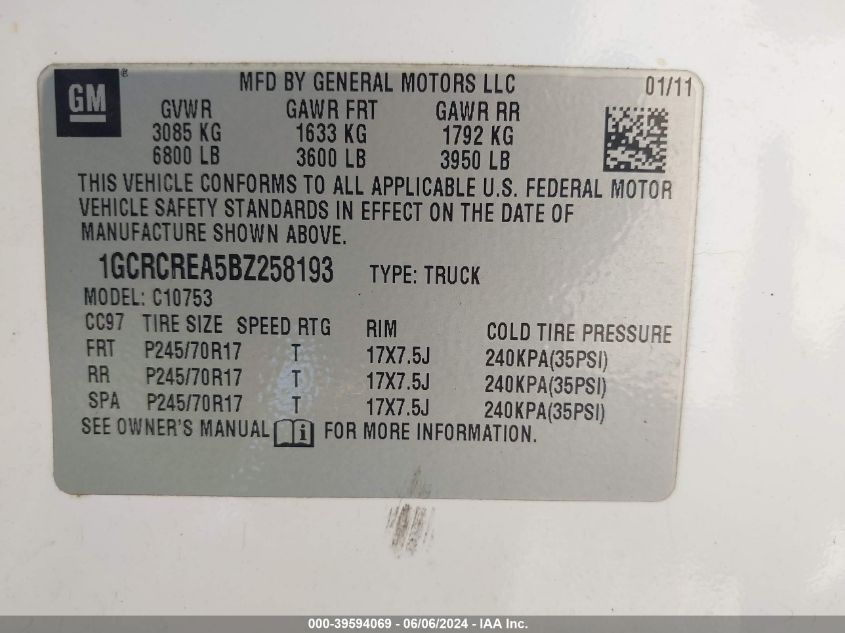 GM ® MFD BY GENERAL MOTORS LLC 01/11
GVWR GAWR FRT GAWR RR
3085 KG 1633 KG 1792 KG
6800 LB 3600 LB 3950 LB
THIS VEHICLE CONFORMS TO ALL APPLICABLE U.S. FEDERAL MOTOR
VEHICLE SAFETY STANDARDS IN EFFECT ON THE DATE OF
MANUFACTURE SHOWN ABOVE.
1GCRCREA5BZ258193 TYPE: TRUCK
MODEL: C10753
CC97 TIRE SIZE SPEED RTG RIM COLD TIRE PRESSURE
FRT P245/70R17 T 17X7.5J 240KPA(35PSI)
RR P245/70R17 T 17X7.5J 240KPA(35PSI)
SPA P245/70R17 T 17X7.5J 240KPA(35PSI)
SEE OWNER'S MANUAL i FOR MORE INFORMATION.
000-39594069 - 06/06/2024 - IAA Inc.